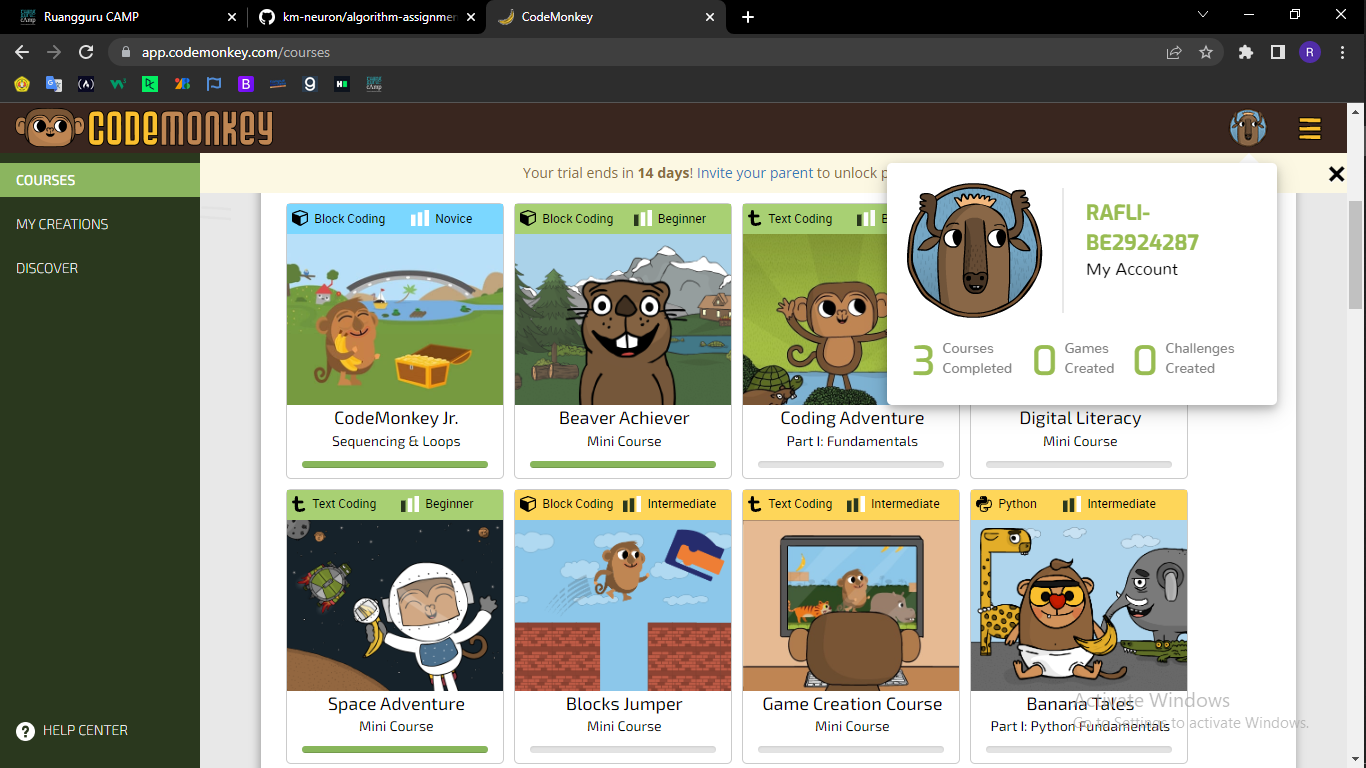 Ruangguru CAMP
km-neuron/algorithm-assignmen
CodeMonkey
app.codemonkey.com/courses
R
CODEMONKEY
COURSES
MY CREATIONS
DISCOVER
HELP CENTER
Your trial ends in 14 days! Invite your parent to unlock p
RAFLI-
BE2924287
My Account
3 Courses Completed
0 Games Created
0 Challenges Created
Block Coding Novice
CodeMonkey Jr.
Sequencing & Loops
Block Coding Beginner
Beaver Achiever
Mini Course
Text Coding B
Coding Adventure
Part I: Fundamentals
Digital Literacy
Mini Course
Text Coding Beginner
Space Adventure
Mini Course
Block Coding Intermediate
Blocks Jumper
Mini Course
Text Coding Intermediate
Game Creation Course
Mini Course
Python Intermediate
Banana Tales
Part I: Python Fundamentals
Activate Windows
Go to Settings to activate Windows.